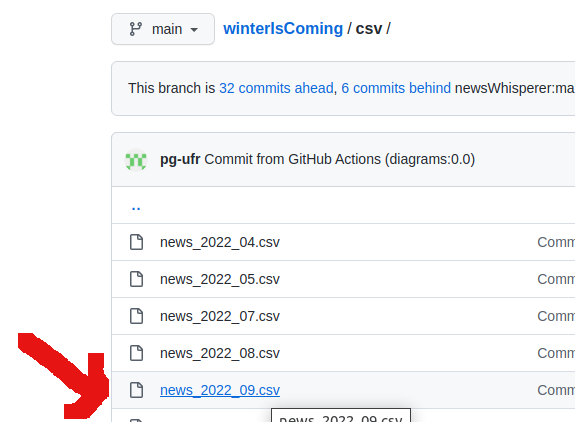 main winterIsComing / csv /
This branch is 32 commits ahead, 6 commits behind newsWhisperer:ma
pg-ufr Commit from GitHub Actions (diagrams:0.0)
..
news_2022_04.csv Comm
news_2022_05.csv Comm
news_2022_07.csv Comm
news_2022_08.csv Comm
news_2022_09.csv Comm
news_2022_09.csv